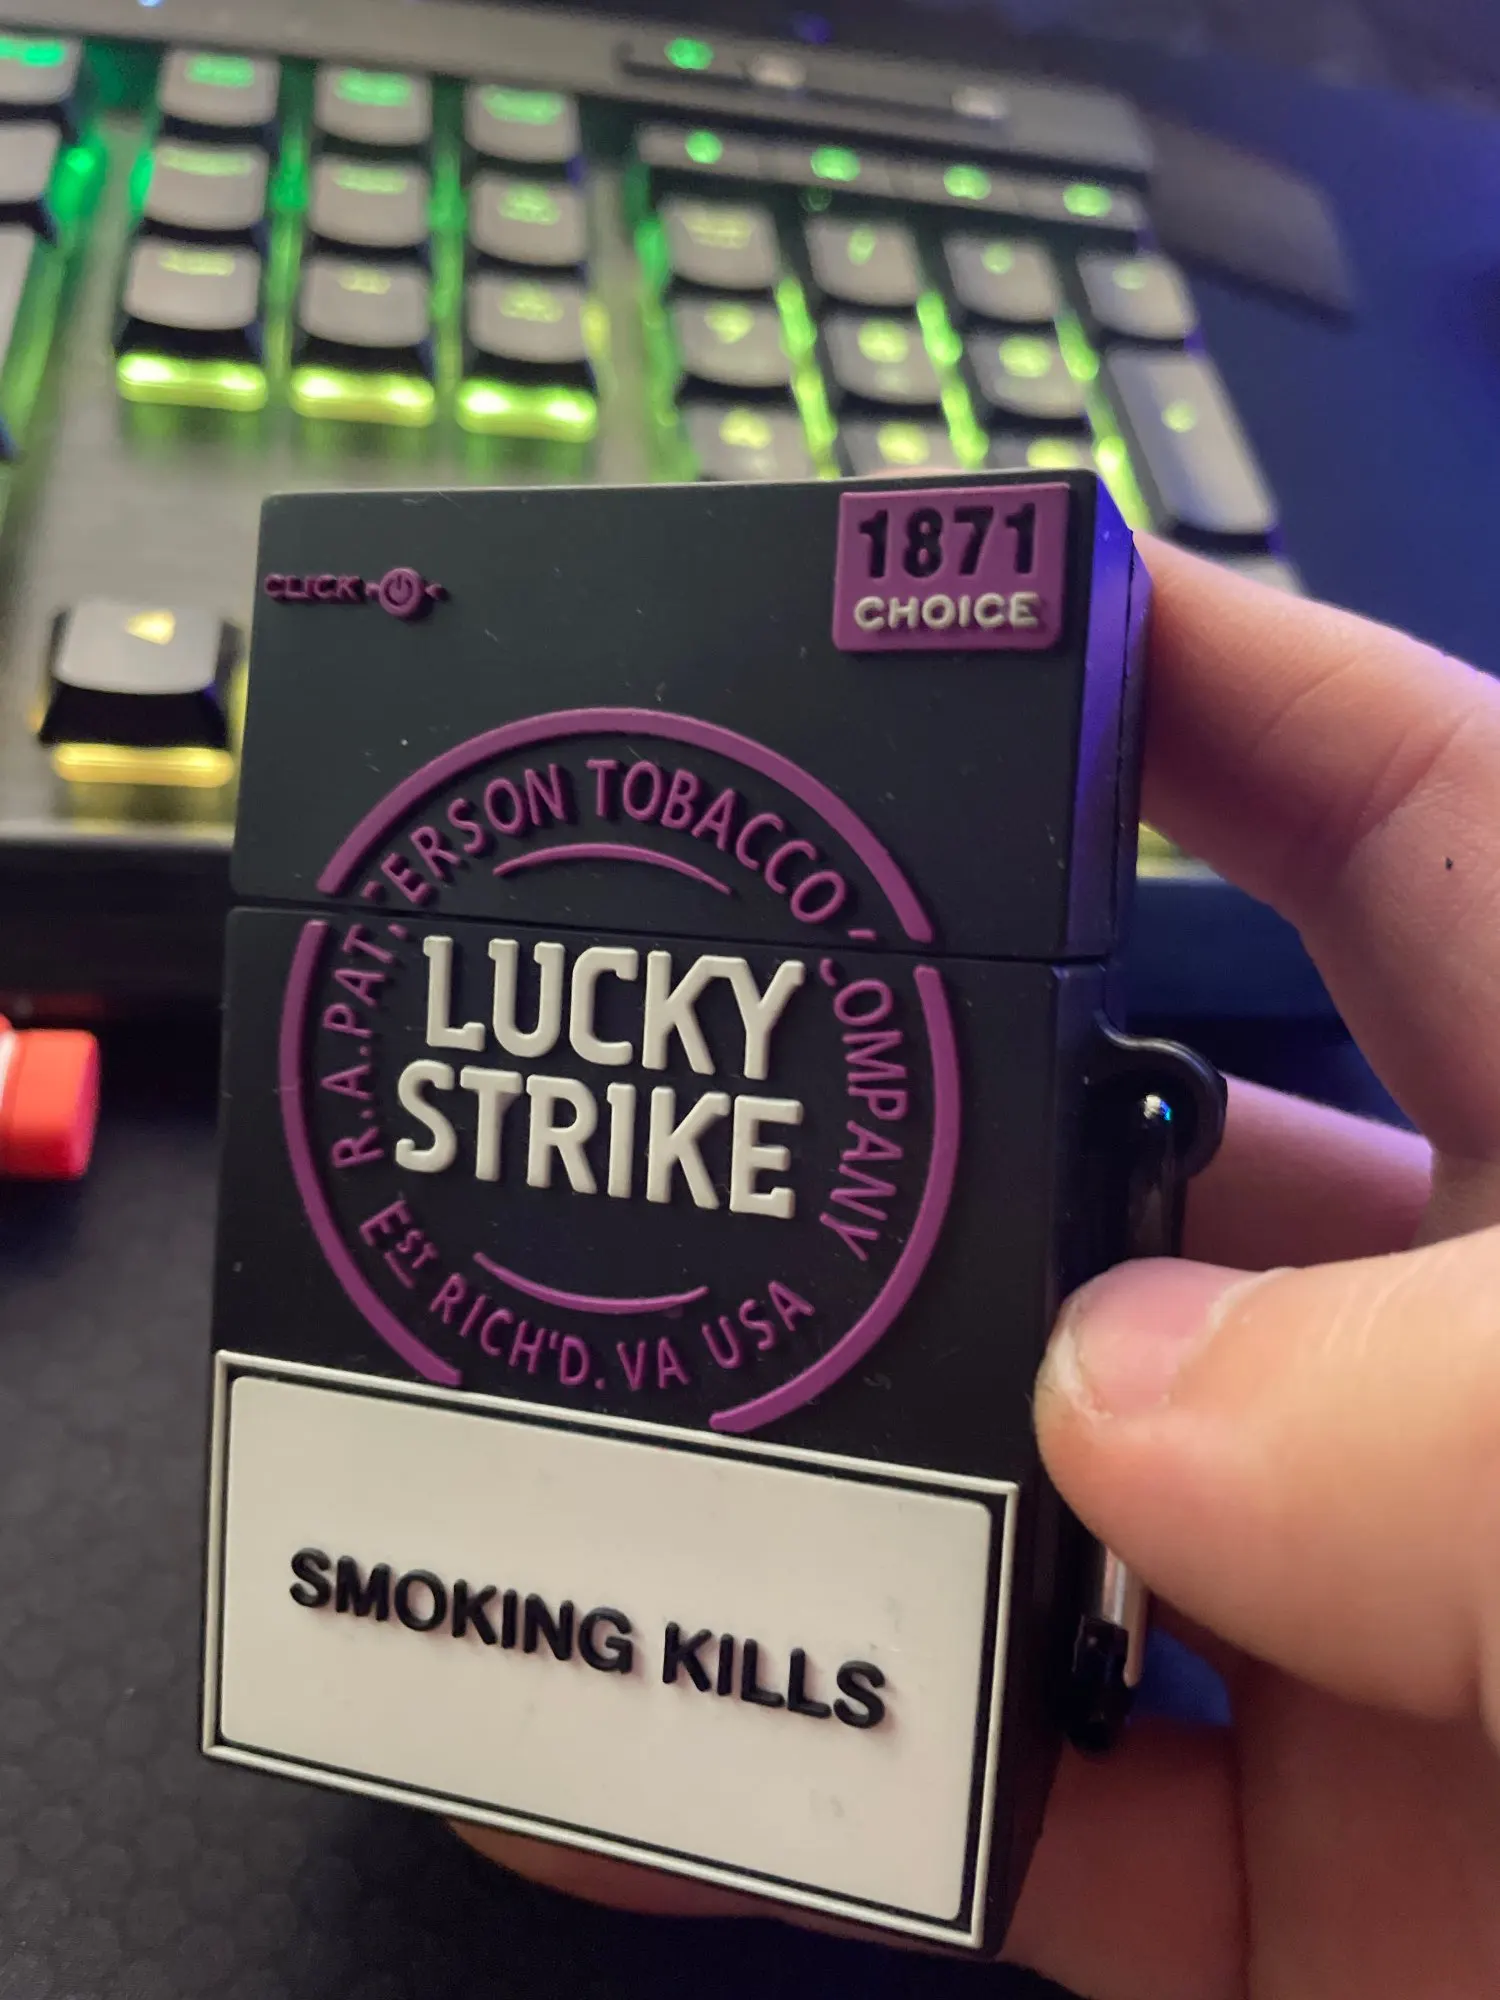 CLICK
1871
CHOICE
R.A.PATTERSON TOBACCO COMPANY
LUCKY
STRIKE
EST RICH'D. VA USA
SMOKING KILLS